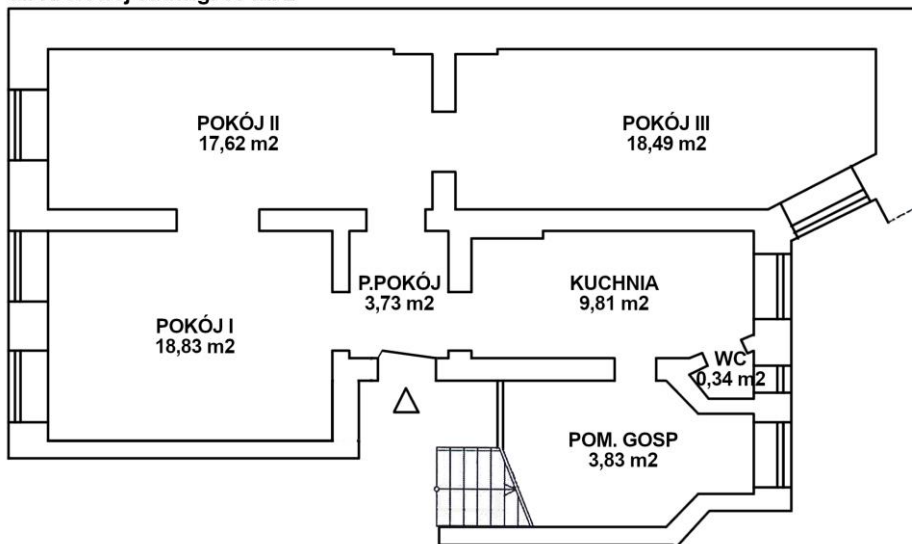 POKÓJ II
17,62 m2
POKÓJ III
18,49 m2
P.POKÓJ
3,73 m2
KUCHNIA
9,81 m2
POKÓJ I
18,83 m2
WC
0,34 m2
POM. GOSP
3,83 m2